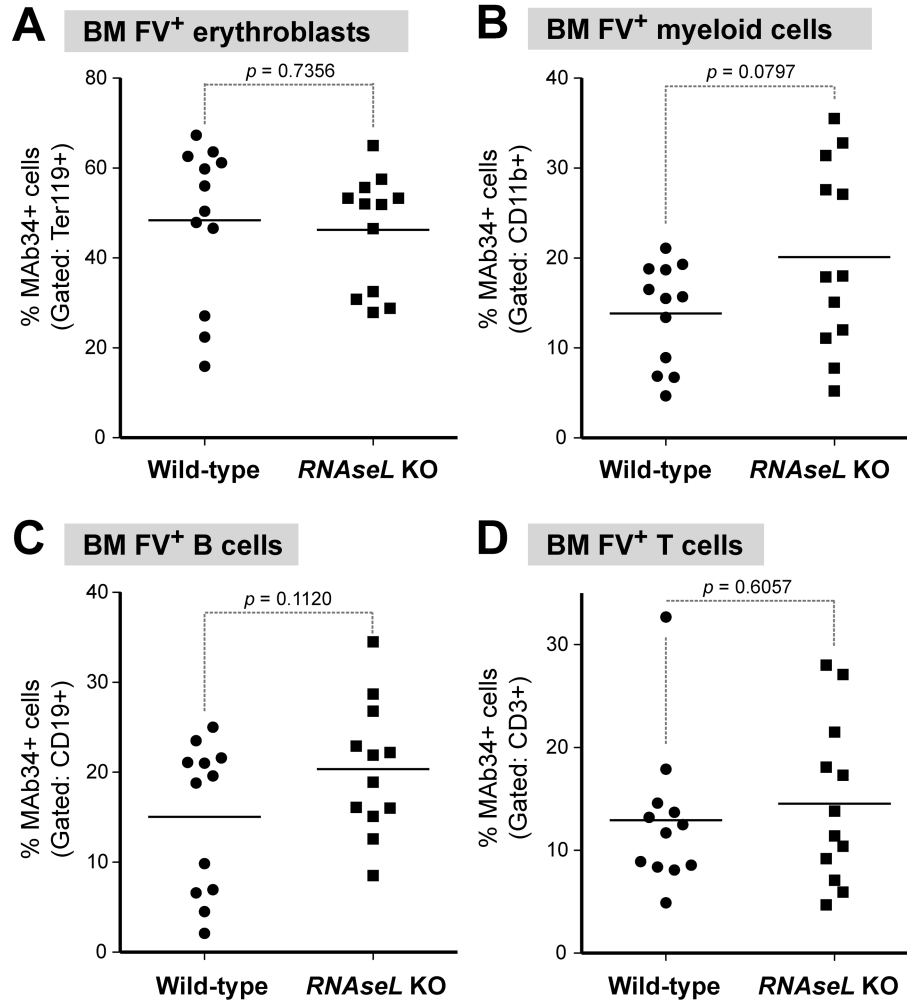 A
BM FV+ erythroblasts
% MAb34+ cells
(Gated: Ter119+)
80
60
40
20
0
p = 0.7356
Wild-type
RNAseL KO
B
BM FV+ myeloid cells
% MAb34+ cells
(Gated: CD11b+)
40
30
20
10
0
p = 0.0797
Wild-type
RNAseL KO
C
BM FV+ B cells
% MAb34+ cells
(Gated: CD19+)
40
30
20
10
0
p = 0.1120
Wild-type
RNAseL KO
D
BM FV+ T cells
% MAb34+ cells
(Gated: CD3+)
30
20
10
0
p = 0.6057
Wild-type
RNAseL KO